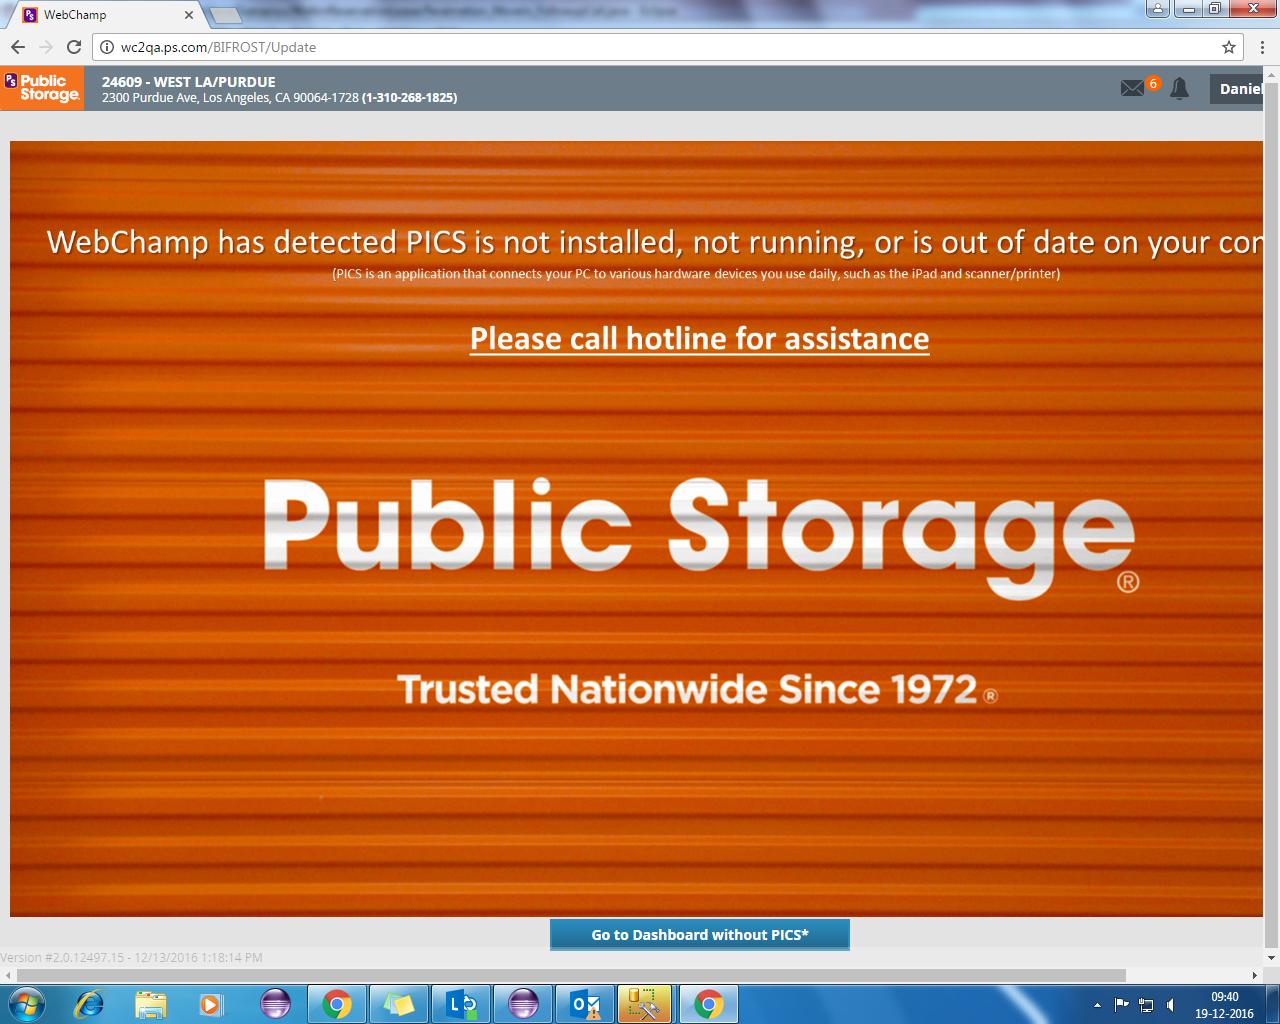 WebChamp
wc2qa.ps.com/BIFROST/Update
PS Public Storage.
24609 - WEST LA/PURDUE
2300 Purdue Ave, Los Angeles, CA 90064-1728 (1-310-268-1825)
6
Daniel
WebChamp has detected PICS is not installed, not running, or is out of date on your con
(PICS is an application that connects your PC to various hardware devices you use daily, such as the iPad and scanner/printer)
Please call hotline for assistance
Public Storage ®
Trusted Nationwide Since 1972 ®
Go to Dashboard without PICS*
Version #2.0.12497.15 - 12/13/2016 1:18:14 PM
09:40
19-12-2016